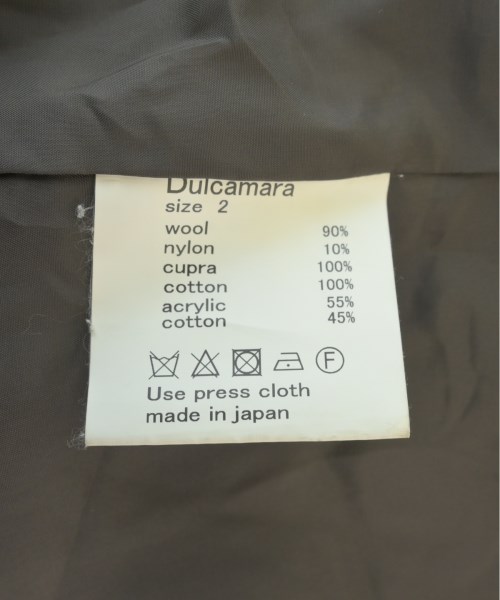 Dulcamara
size 2
wool 90%
nylon 10%
cupra 100%
cotton 100%
acrylic 55%
cotton 45%
F
Use press cloth
made in japan